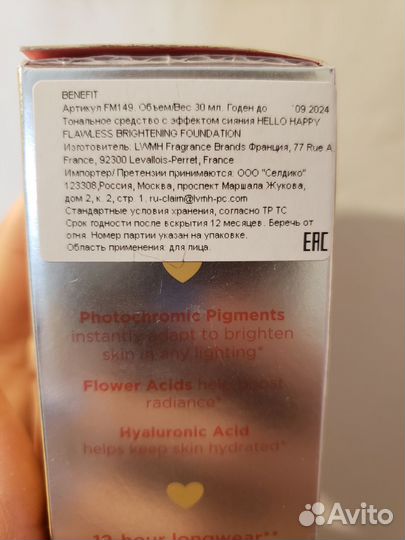 BENEFIT
Артикул FM149. Объем/Вес 30 мл. Годен до 09.2024
Тональное средство с эффектом сияния HELLO HAPPY
FLAWLESS BRIGHTENING FOUNDATION
Изготовитель: LVMH Fragrance Brands Франция, 77 Rue A
France, 92300 Levallois-Perret, France
Импортер/ Претензии принимаются: ООО "Селдико"
123308,Россия, Москва, проспект Маршала Жукова,
дом 2, к. 2, стр. 1. ru-claim@lvmh-pc.com
Стандартные условия хранения, согласно ТР ТС
Срок годности после вскрытия 12 месяцев. Беречь от
огня. Номер партии указан на упаковке.
Область применения: для лица.
EAC
Photochromic Pigments
instantly adapt to brighten
skin in any lighting*
Flower Acids help boost
radiance*
Hyaluronic Acid
helps keep skin hydrated*
12-hour longwear**
Avito